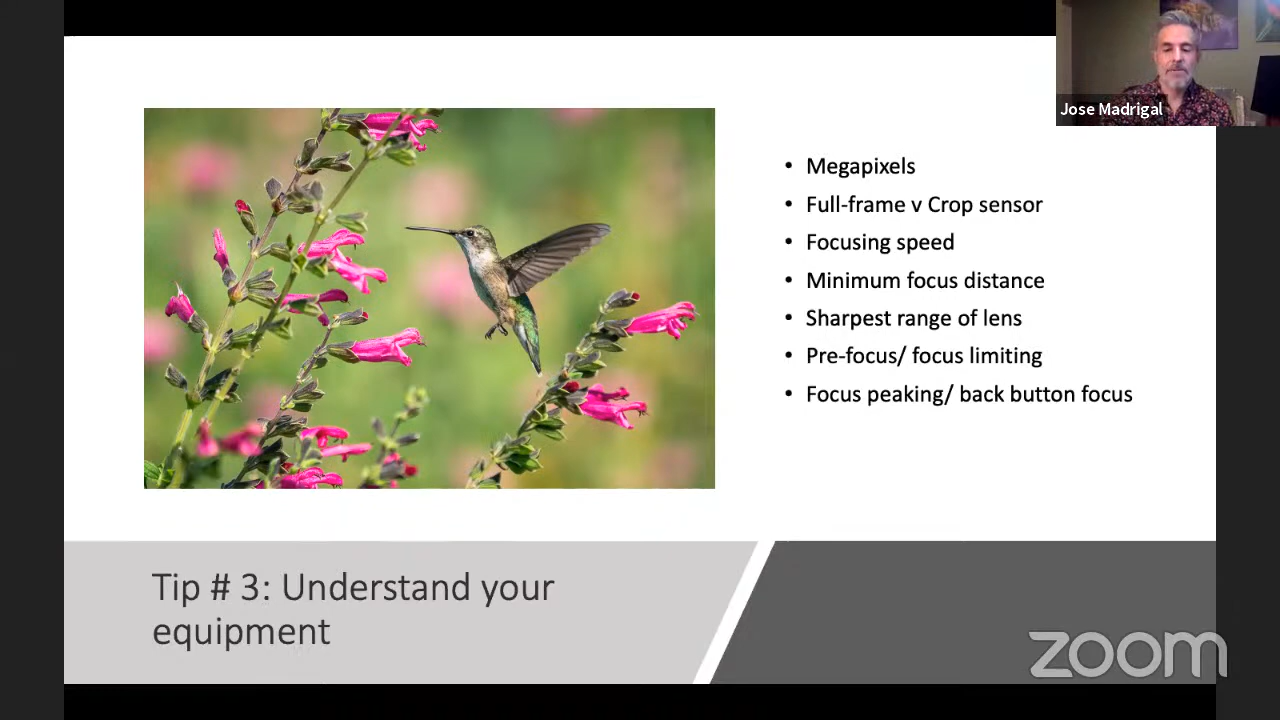 Jose Madrigal
• Megapixels
• Full-frame v Crop sensor
• Focusing speed
• Minimum focus distance
• Sharpest range of lens
• Pre-focus/ focus limiting
• Focus peaking/ back button focus
Tip # 3: Understand your
equipment
zoom